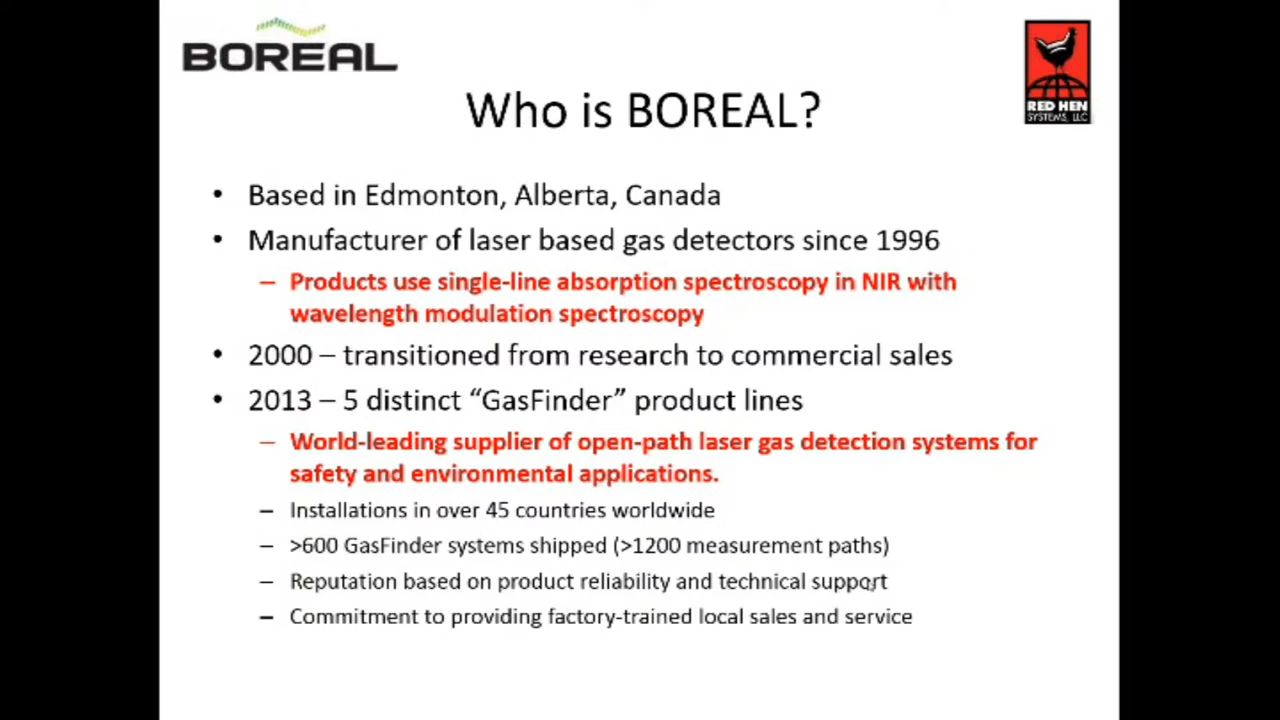 BOREAL
RED HEN
SYSTEMS, LLC
Who is BOREAL?
• Based in Edmonton, Alberta, Canada
• Manufacturer of laser based gas detectors since 1996
– Products use single-line absorption spectroscopy in NIR with
wavelength modulation spectroscopy
• 2000 – transitioned from research to commercial sales
• 2013 – 5 distinct “GasFinder” product lines
– World-leading supplier of open-path laser gas detection systems for
safety and environmental applications.
– Installations in over 45 countries worldwide
– >600 GasFinder systems shipped (>1200 measurement paths)
– Reputation based on product reliability and technical support
– Commitment to providing factory-trained local sales and service